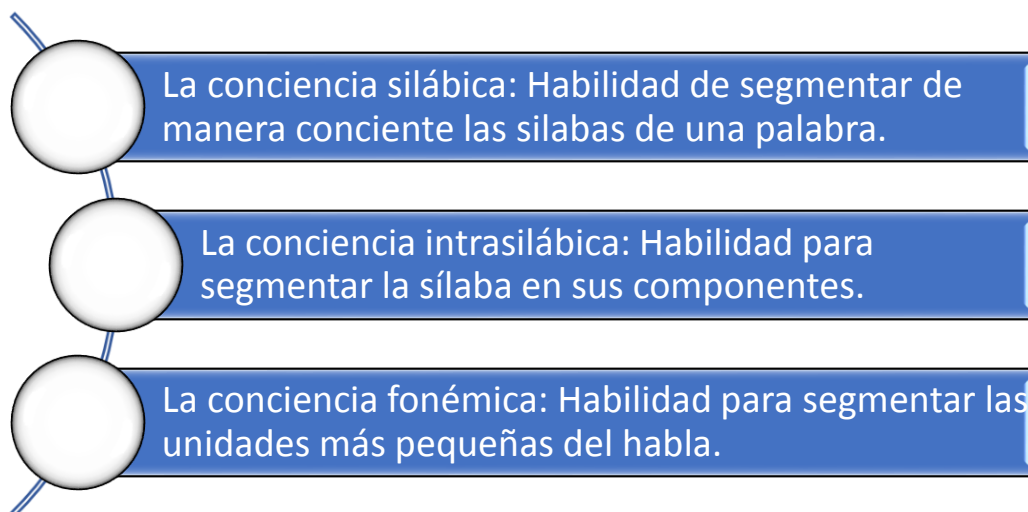 La conciencia silábica: Habilidad de segmentar de
manera conciente las silabas de una palabra.
La conciencia intrasilábica: Habilidad para
segmentar la sílaba en sus componentes.
La conciencia fonémica: Habilidad para segmentar las
unidades más pequeñas del habla.